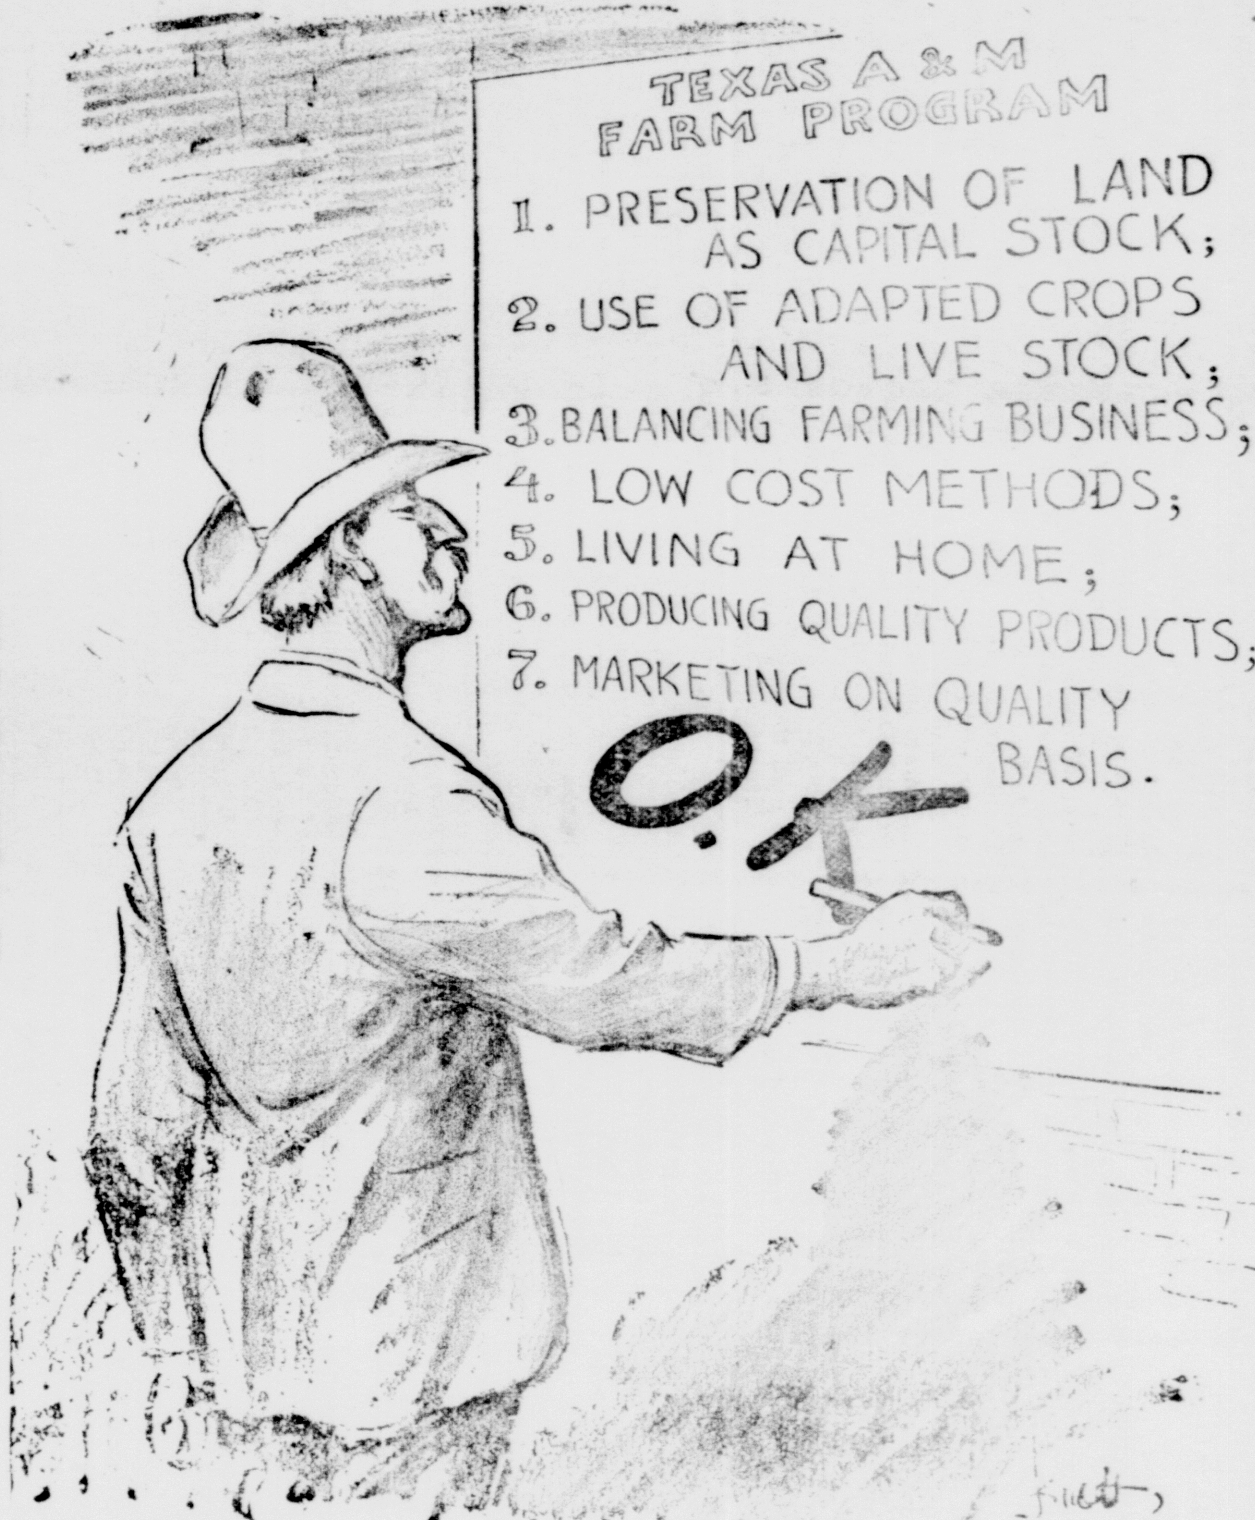 TEXAS A & M
FARM PROGRAM
1. PRESERVATION OF LAND
AS CAPITAL STOCK;
2. USE OF ADAPTED CROPS
AND LIVE STOCK;
3. BALANCING FARMING BUSINESS;
4. LOW COST METHODS;
5. LIVING AT HOME;
6. PRODUCING QUALITY PRODUCTS;
7. MARKETING ON QUALITY
BASIS.
O.K